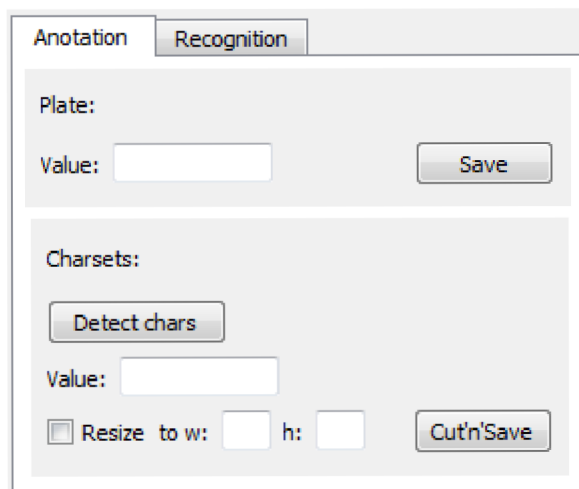 Anotation Recognition
Plate:
Value: Save
Charsets:
Detect chars
Value:
Resize to w: h: Cut'n'Save